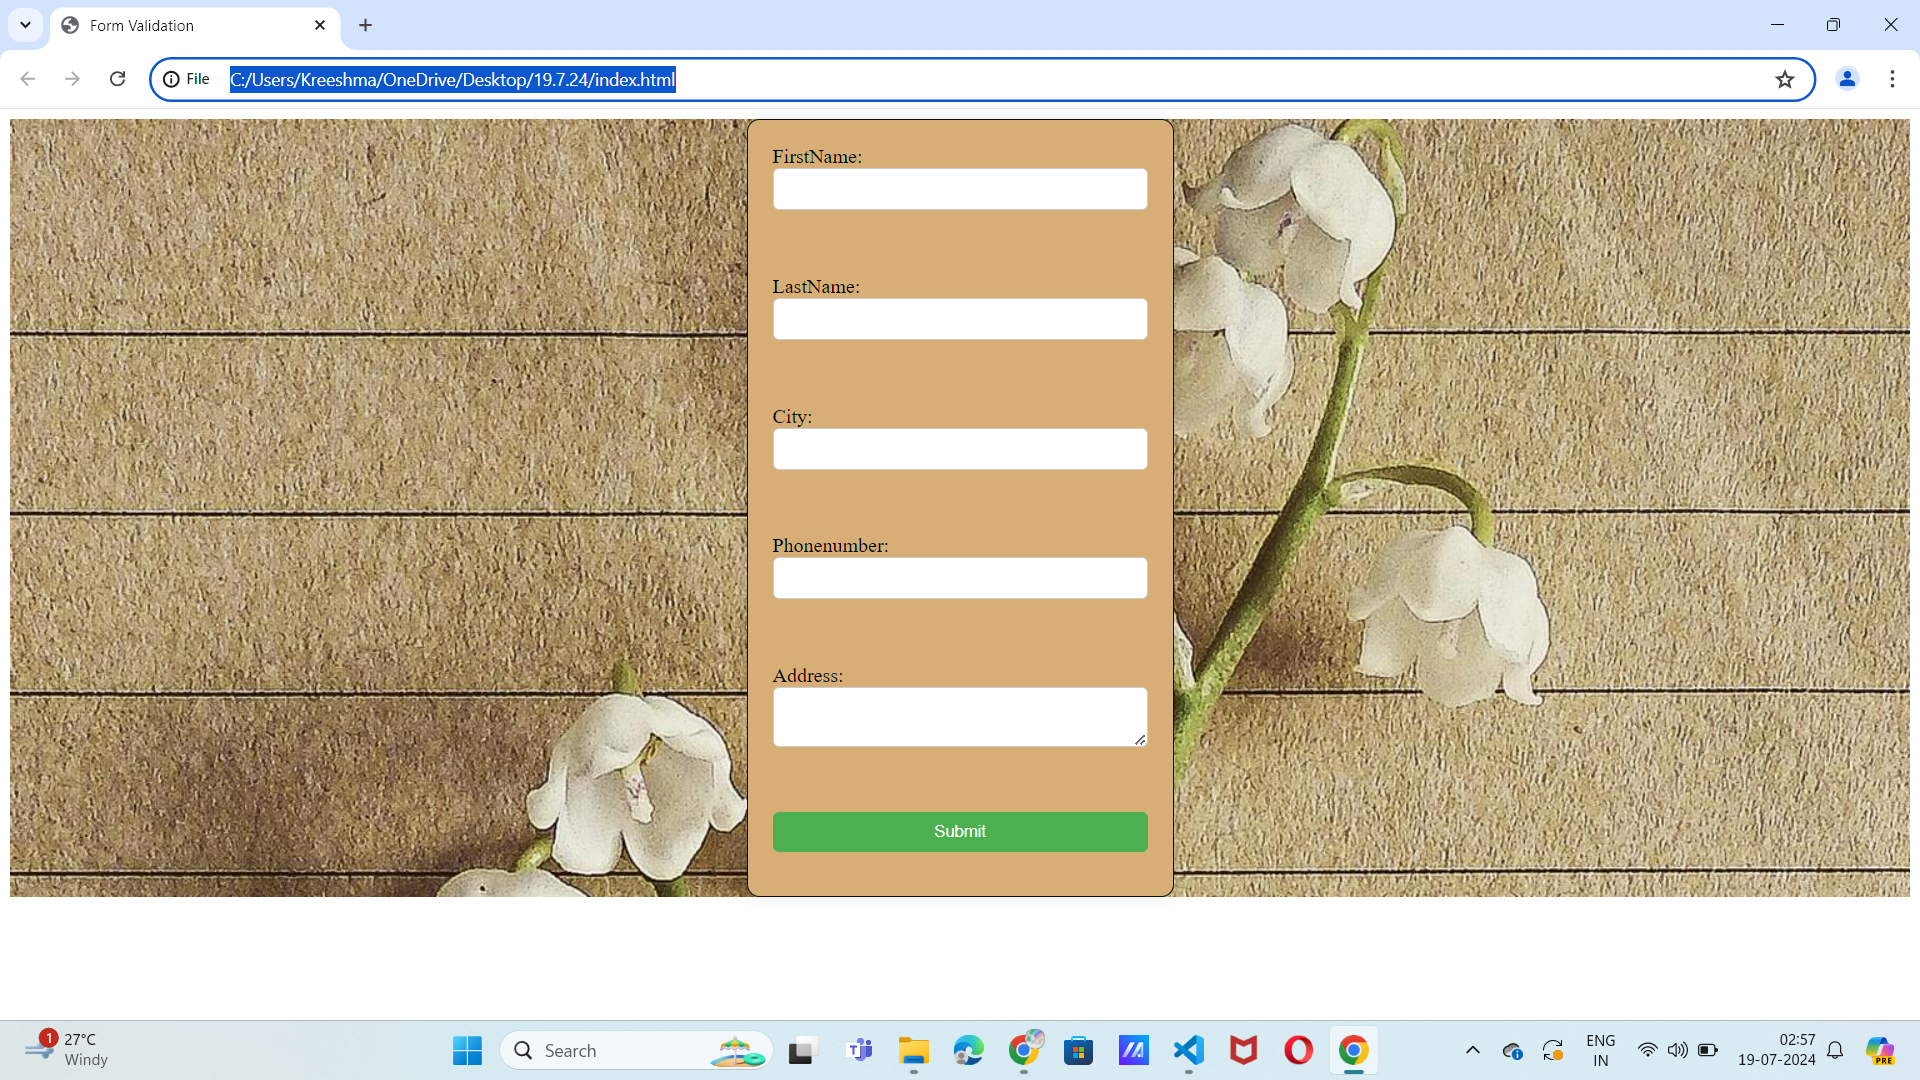 Form Validation
File
C:/Users/Kreeshma/OneDrive/Desktop/19.7.24/index.html
FirstName:
LastName:
City:
Phonenumber:
Address:
Submit
1
27°C
Windy
Search
PRE
ENG
IN
02:57
19-07-2024